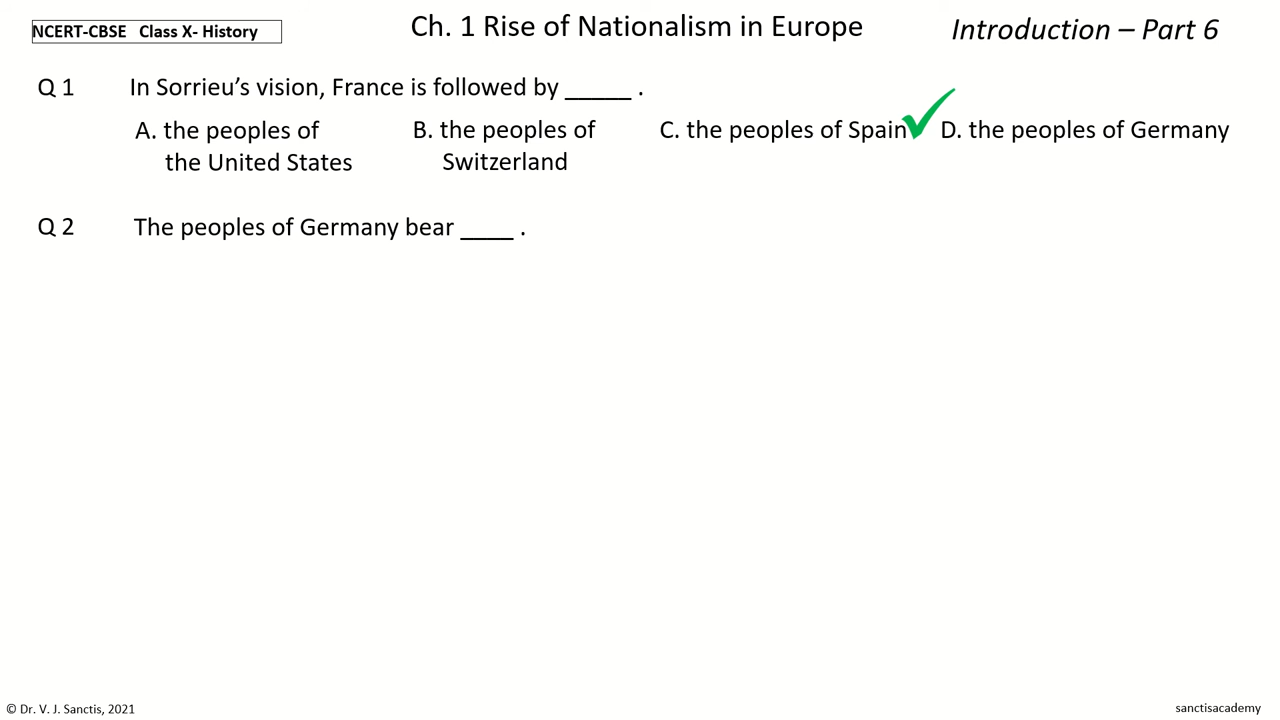 NCERT-CBSE Class X- History
Ch. 1 Rise of Nationalism in Europe
Introduction – Part 6
Q 1 In Sorrieu’s vision, France is followed by _____ .
A. the peoples of the United States
B. the peoples of Switzerland
C. the peoples of Spain
D. the peoples of Germany
Q 2 The peoples of Germany bear ____ .
© Dr. V. J. Sanctis, 2021
sanctisacademy